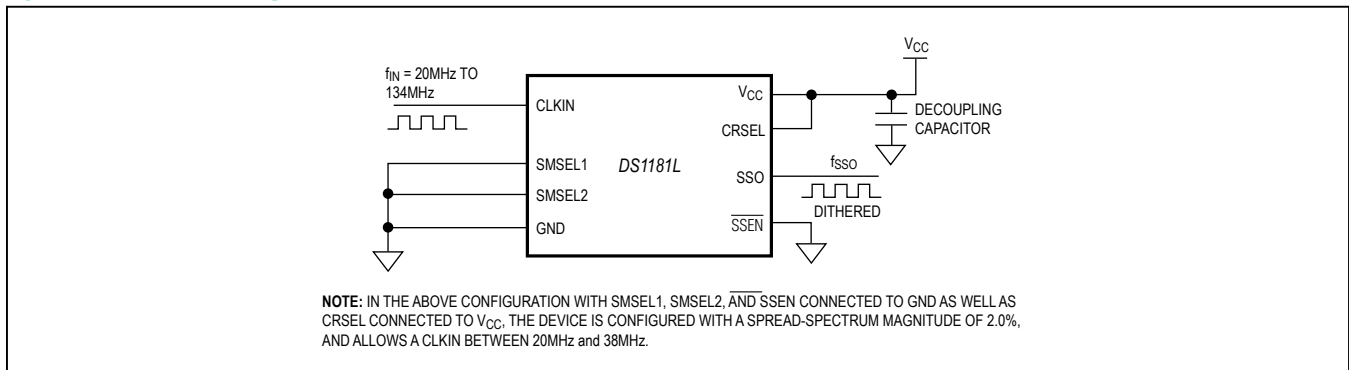 VCC
fIN = 20MHz TO
134MHz
CLKIN
VCC
DECOUPLING
CAPACITOR
CRSEL
SMSEL1
DS1181L
fSSO
SSO
SMSEL2
DITHERED
GND
SSEN
NOTE: IN THE ABOVE CONFIGURATION WITH SMSEL1, SMSEL2, AND SSEN CONNECTED TO GND AS WELL AS
CRSEL CONNECTED TO VCC, THE DEVICE IS CONFIGURED WITH A SPREAD-SPECTRUM MAGNITUDE OF 2.0%,
AND ALLOWS A CLKIN BETWEEN 20MHz and 38MHz.